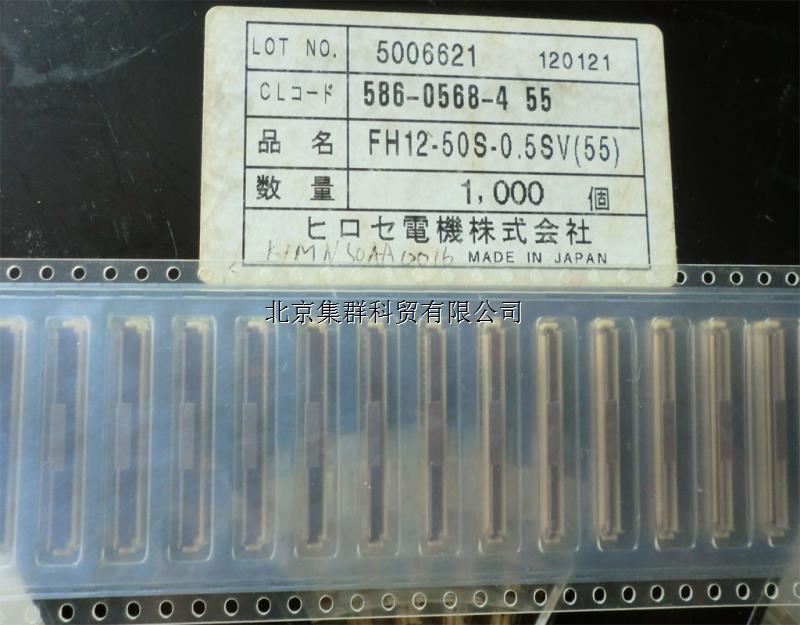 LOT NO. 5006621 120121
CLコード 586-0568-4 55
品名 FH12-50S-0.5SV(55)
数量 1,000 個
ヒロセ電機株式会社
MADE IN JAPAN
北京集群科贸有限公司